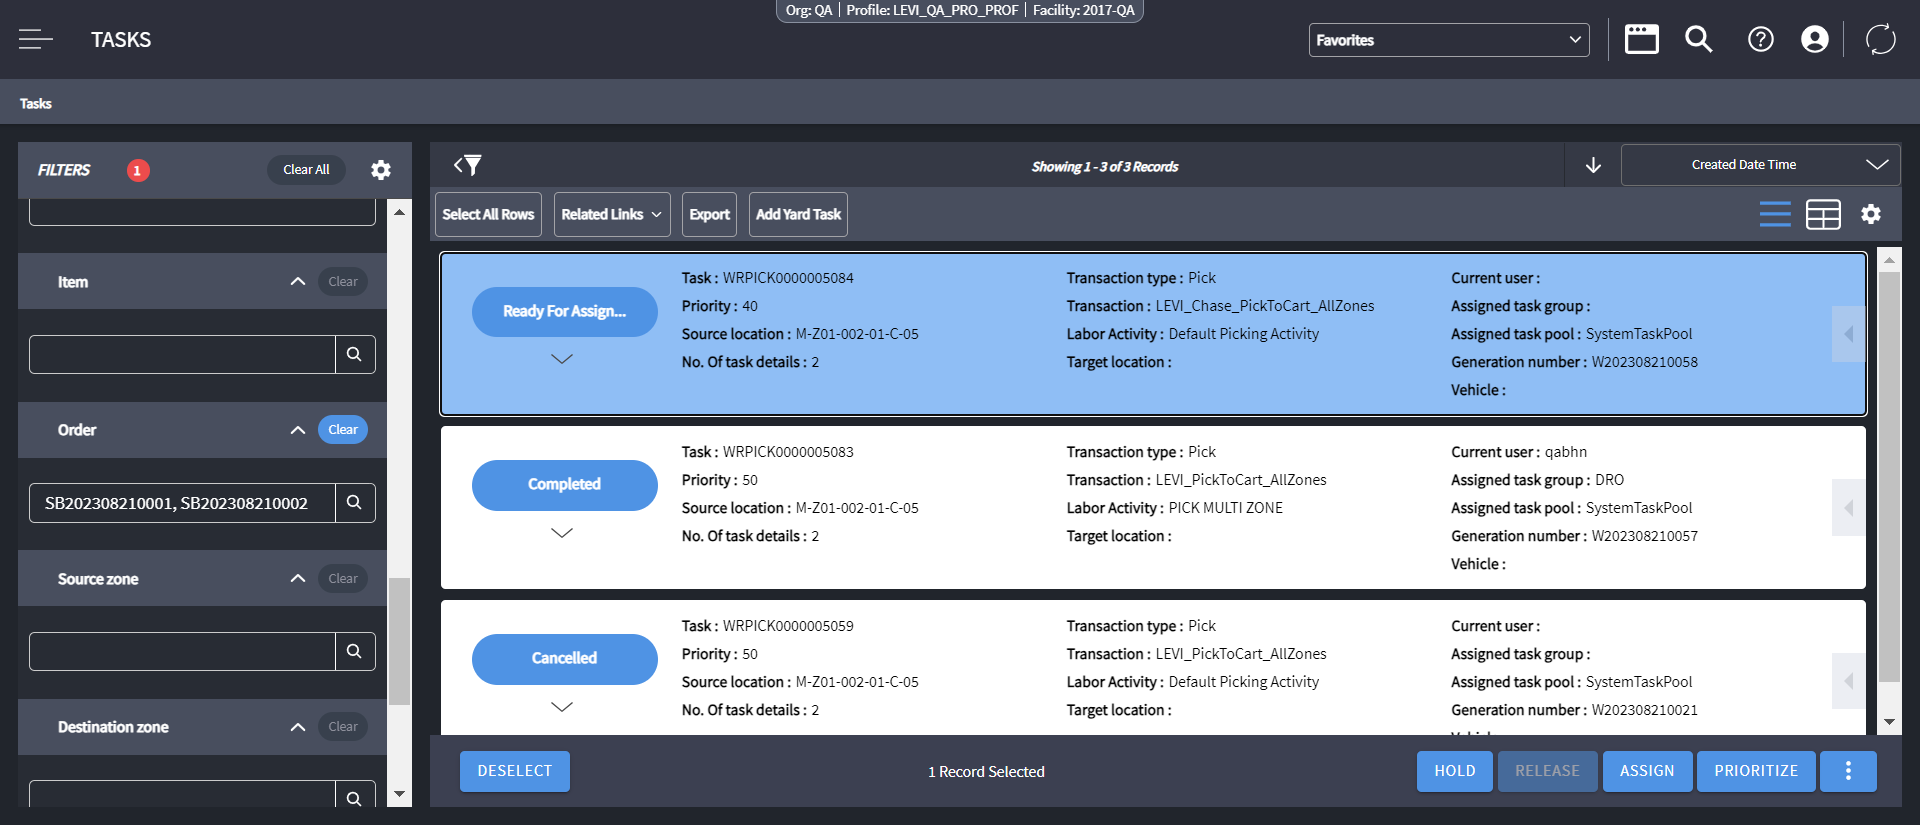 Org: QA | Profile: LEVI_QA_PRO_PROF | Facility: 2017-QA
TASKS
Favorites
Tasks
FILTERS 1 Clear All
Showing 1 - 3 of 3 Records
Created Date Time
Select All Rows Related Links Export Add Yard Task
Item Clear
Order Clear
SB202308210001, SB202308210002
Source zone Clear
Destination zone Clear
Ready For Assign...
Task : WRPICK0000005084
Priority : 40
Source location : M-Z01-002-01-C-05
No. Of task details : 2
Transaction type : Pick
Transaction : LEVI_Chase_PickToCart_AllZones
Labor Activity : Default Picking Activity
Target location :
Current user :
Assigned task group :
Assigned task pool : SystemTaskPool
Generation number : W202308210058
Vehicle :
Completed
Task : WRPICK0000005083
Priority : 50
Source location : M-Z01-002-01-C-05
No. Of task details : 2
Transaction type : Pick
Transaction : LEVI_PickToCart_AllZones
Labor Activity : PICK MULTI ZONE
Target location :
Current user : qabhn
Assigned task group : DRO
Assigned task pool : SystemTaskPool
Generation number : W202308210057
Vehicle :
Cancelled
Task : WRPICK0000005059
Priority : 50
Source location : M-Z01-002-01-C-05
No. Of task details : 2
Transaction type : Pick
Transaction : LEVI_PickToCart_AllZones
Labor Activity : Default Picking Activity
Target location :
Current user :
Assigned task group :
Assigned task pool : SystemTaskPool
Generation number : W202308210021
DESELECT
1 Record Selected
HOLD RELEASE ASSIGN PRIORITIZE